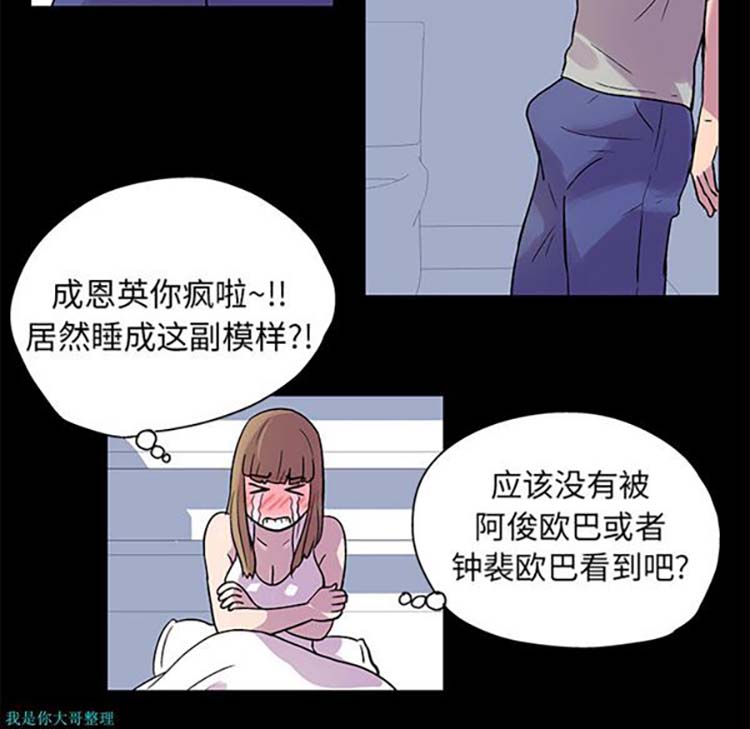 成恩英你疯啦~!!
居然睡成这副模样?!
应该没有被
阿俊欧巴或者
钟裴欧巴看到吧?
我是你大哥整理